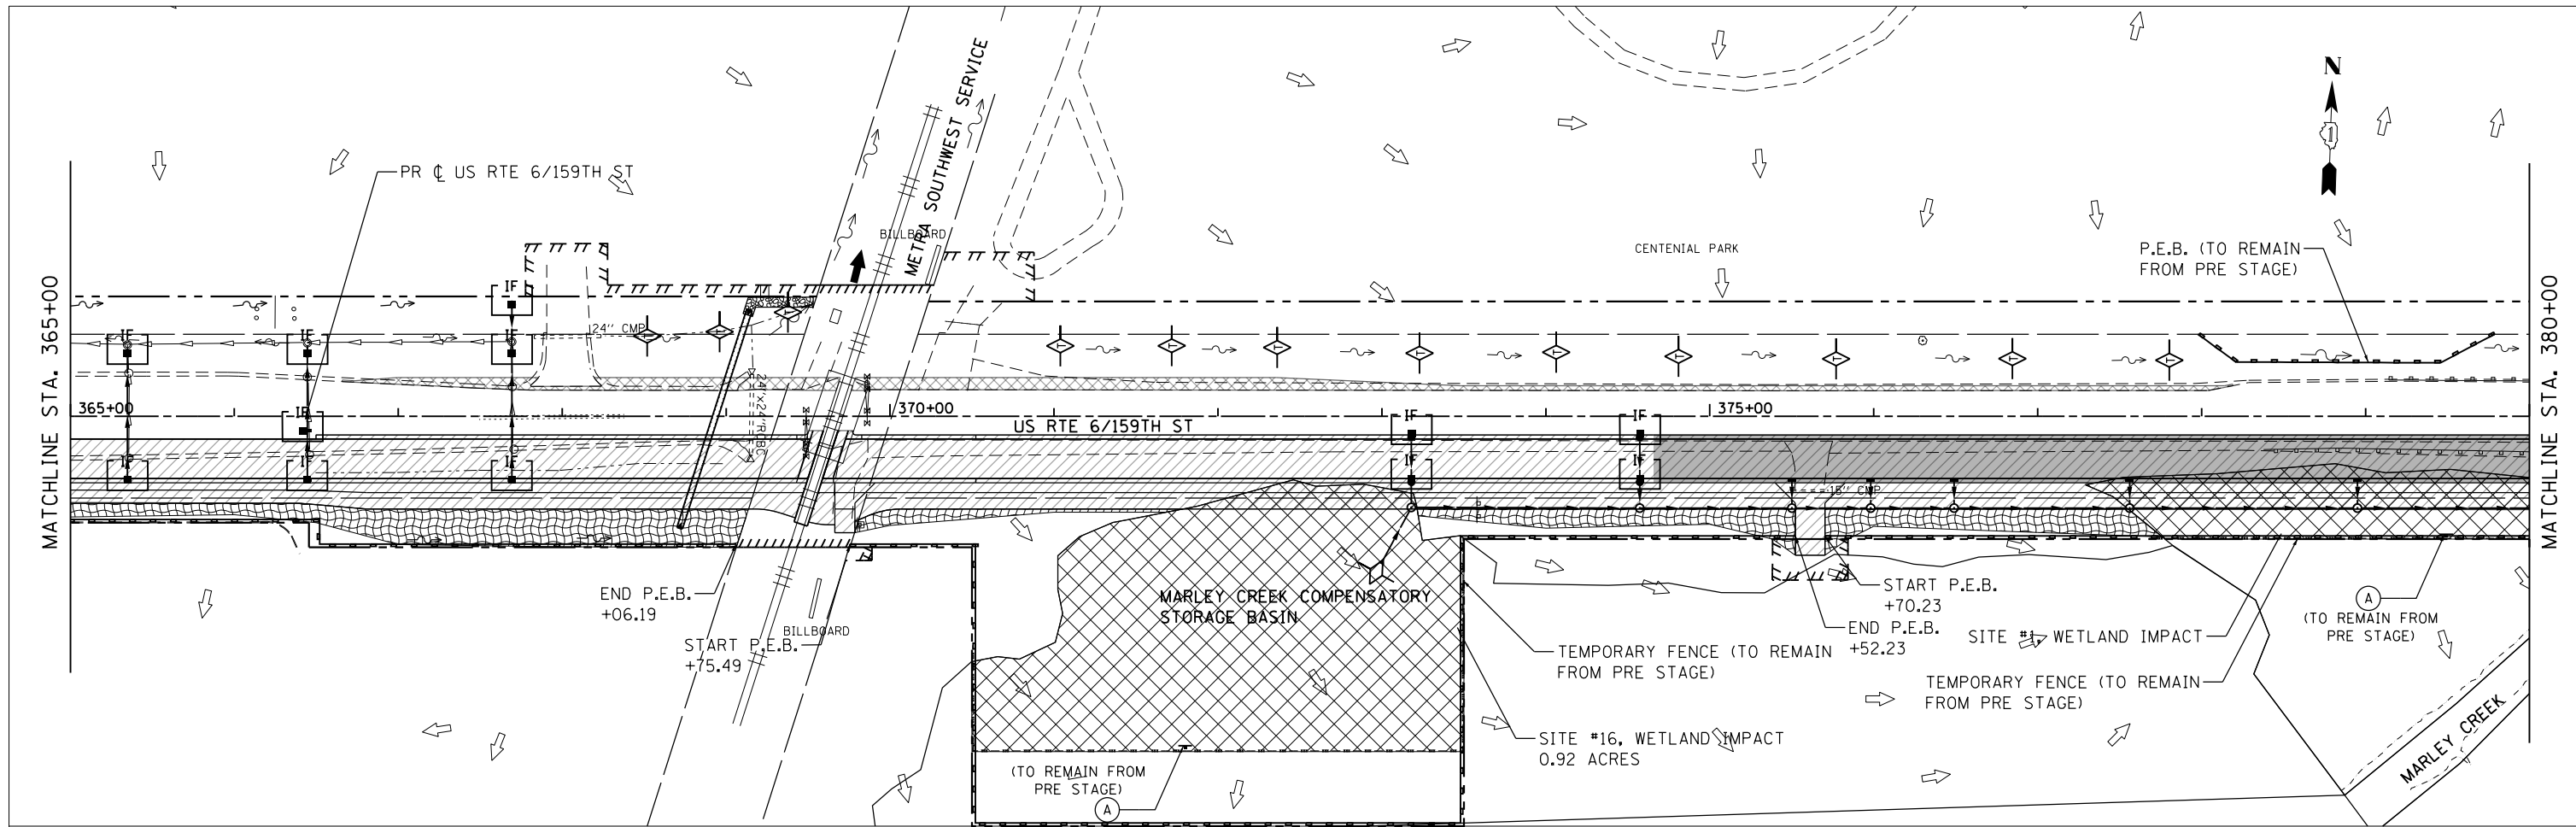 N
1
PR ℄ US RTE 6/159TH ST
METRA SOUTHWEST SERVICE
BILLBOARD
CENTENIAL PARK
P.E.B. (TO REMAIN
FROM PRE STAGE)
MATCHLINE STA. 365+00
MATCHLINE STA. 380+00
IF
IF
IF
IF
T
T
T
T
T
T
T
T
T
T
T
T
T
24" CMP
24"x24"RCBC
365+00
370+00
375+00
IF
IF
IF
US RTE 6/159TH ST
IF
IF
IF
IF
IF
15" CMP
END P.E.B.
+06.19
START P.E.B.
+75.49
BILLBOARD
MARLEY CREEK COMPENSATORY
STORAGE BASIN
START P.E.B.
+70.23
END P.E.B.
+52.23
SITE #1, WETLAND IMPACT
A
(TO REMAIN FROM
PRE STAGE)
TEMPORARY FENCE (TO REMAIN
FROM PRE STAGE)
TEMPORARY FENCE (TO REMAIN
FROM PRE STAGE)
SITE #16, WETLAND IMPACT
0.92 ACRES
(TO REMAIN FROM
PRE STAGE)
A
MARLEY CREEK